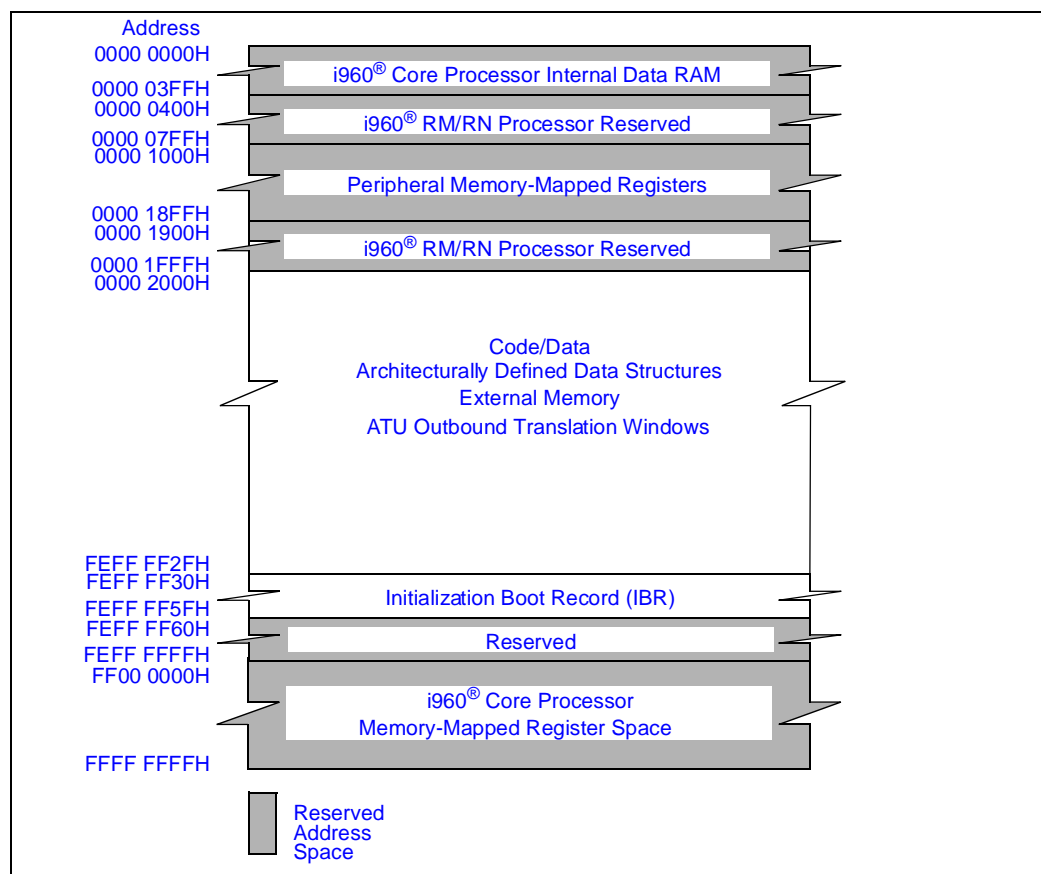 Address
0000 0000H
i960® Core Processor Internal Data RAM
0000 03FFH
0000 0400H
i960® RM/RN Processor Reserved
0000 07FFH
0000 1000H
Peripheral Memory-Mapped Registers
0000 18FFH
0000 1900H
i960® RM/RN Processor Reserved
0000 1FFFH
0000 2000H
Code/Data
Architecturally Defined Data Structures
External Memory
ATU Outbound Translation Windows
FEFF FF2FH
FEFF FF30H
Initialization Boot Record (IBR)
FEFF FF5FH
FEFF FF60H
Reserved
FEFF FFFFH
FF00 0000H
i960® Core Processor
Memory-Mapped Register Space
FFFF FFFFH
Reserved
Address
Space